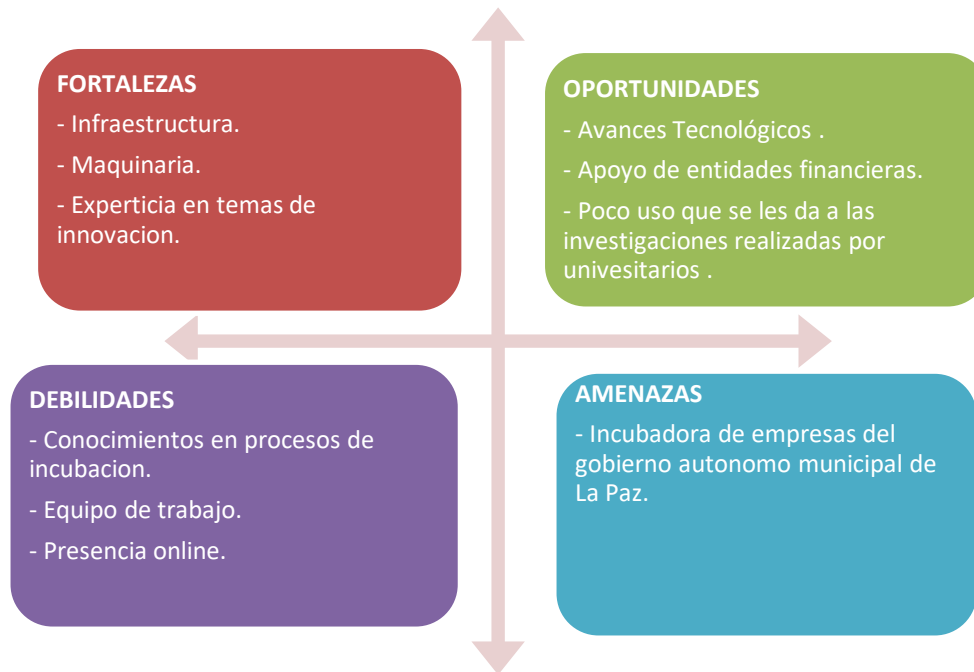 FORTALEZAS
- Infraestructura.
- Maquinaria.
- Experticia en temas de
innovacion.
OPORTUNIDADES
- Avances Tecnológicos .
- Apoyo de entidades financieras.
- Poco uso que se les da a las
investigaciones realizadas por
univesitarios .
DEBILIDADES
- Conocimientos en procesos de
incubacion.
- Equipo de trabajo.
- Presencia online.
AMENAZAS
- Incubadora de empresas del
gobierno autonomo municipal de
La Paz.